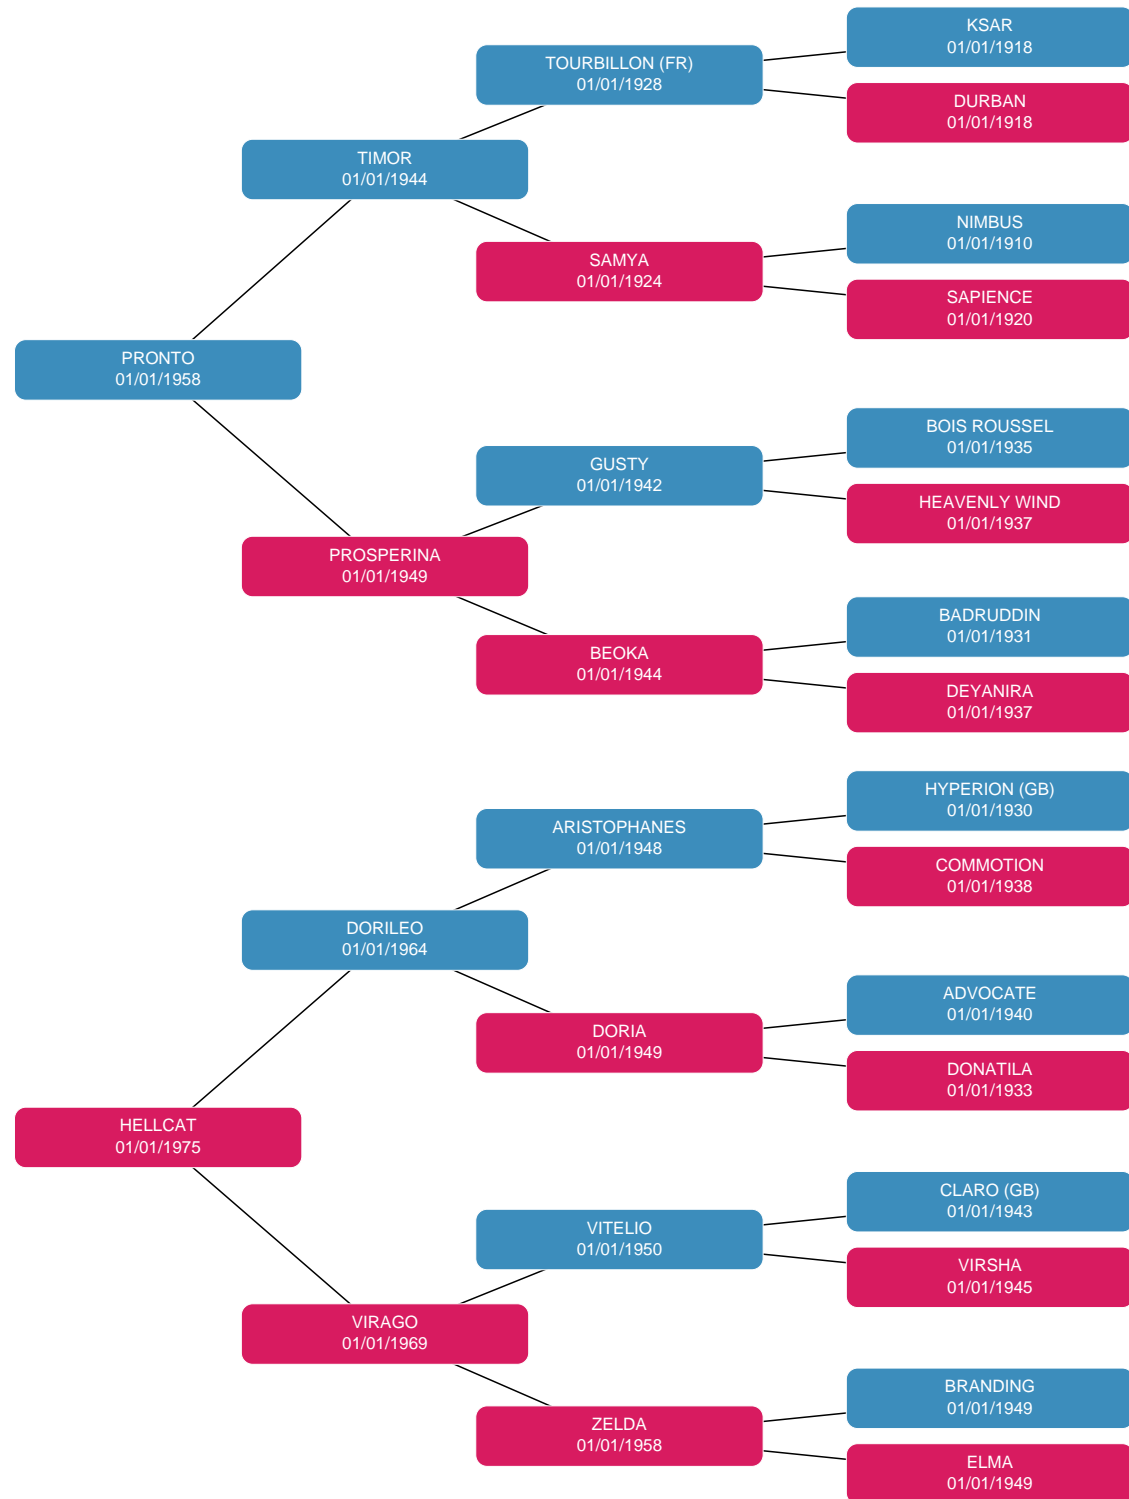 KSAR
01/01/1918
TOURBILLON (FR)
01/01/1928
DURBAN
01/01/1918
TIMOR
01/01/1944
NIMBUS
01/01/1910
SAMYA
01/01/1924
SAPIENCE
01/01/1920
PRONTO
01/01/1958
BOIS ROUSSEL
01/01/1935
GUSTY
01/01/1942
HEAVENLY WIND
01/01/1937
PROSPERINA
01/01/1949
BADRUDDIN
01/01/1931
BEOKA
01/01/1944
DEYANIRA
01/01/1937
HYPERION (GB)
01/01/1930
ARISTOPHANES
01/01/1948
COMMOTION
01/01/1938
DORILEO
01/01/1964
ADVOCATE
01/01/1940
DORIA
01/01/1949
DONATILA
01/01/1933
HELLCAT
01/01/1975
CLARO (GB)
01/01/1943
VITELIO
01/01/1950
VIRSHA
01/01/1945
VIRAGO
01/01/1969
BRANDING
01/01/1949
ZELDA
01/01/1958
ELMA
01/01/1949